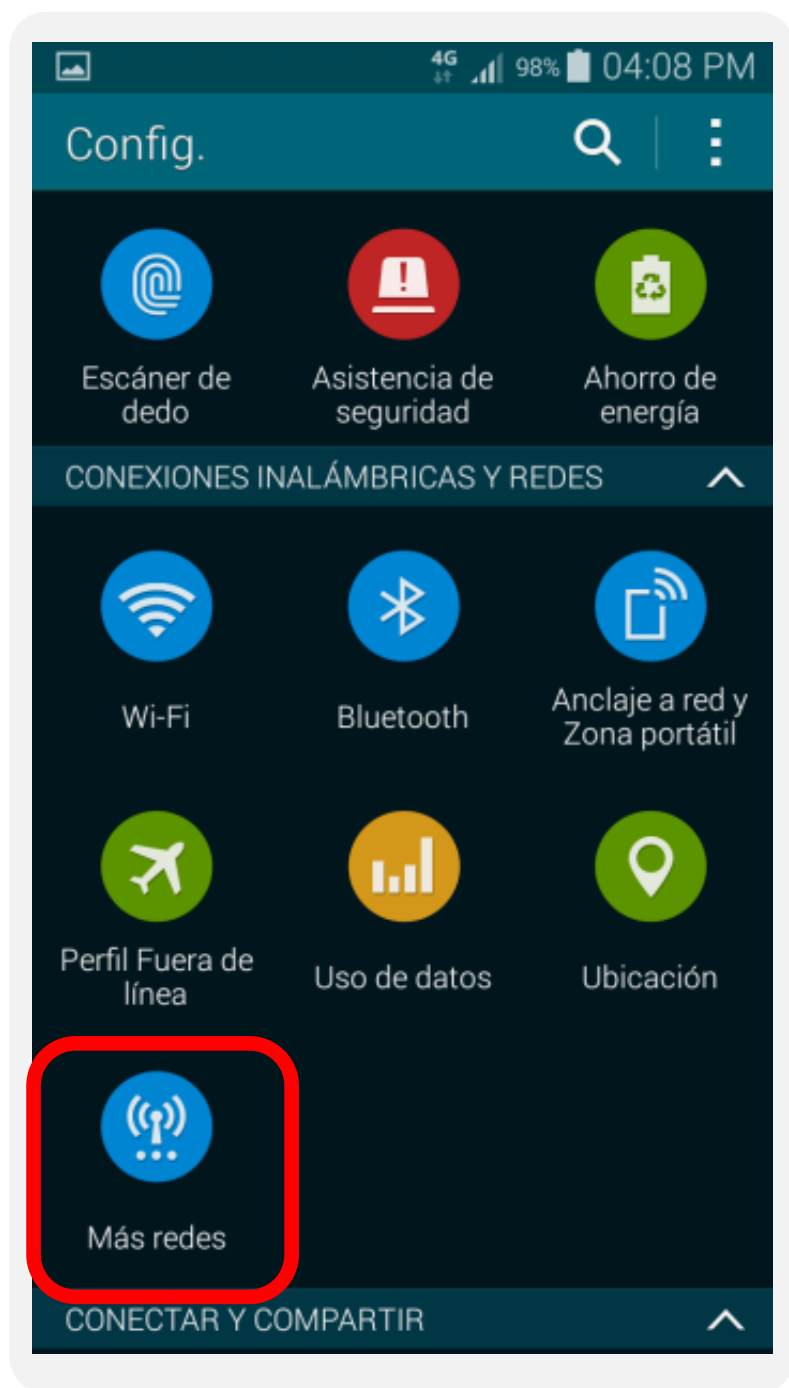 4G 98% 04:08 PM
Config.
Escáner de
dedo
Asistencia de
seguridad
Ahorro de
energía
CONEXIONES INALÁMBRICAS Y REDES
Wi-Fi
Bluetooth
Anclaje a red y
Zona portátil
Perfil Fuera de
línea
Uso de datos
Ubicación
Más redes
CONECTAR Y COMPARTIR